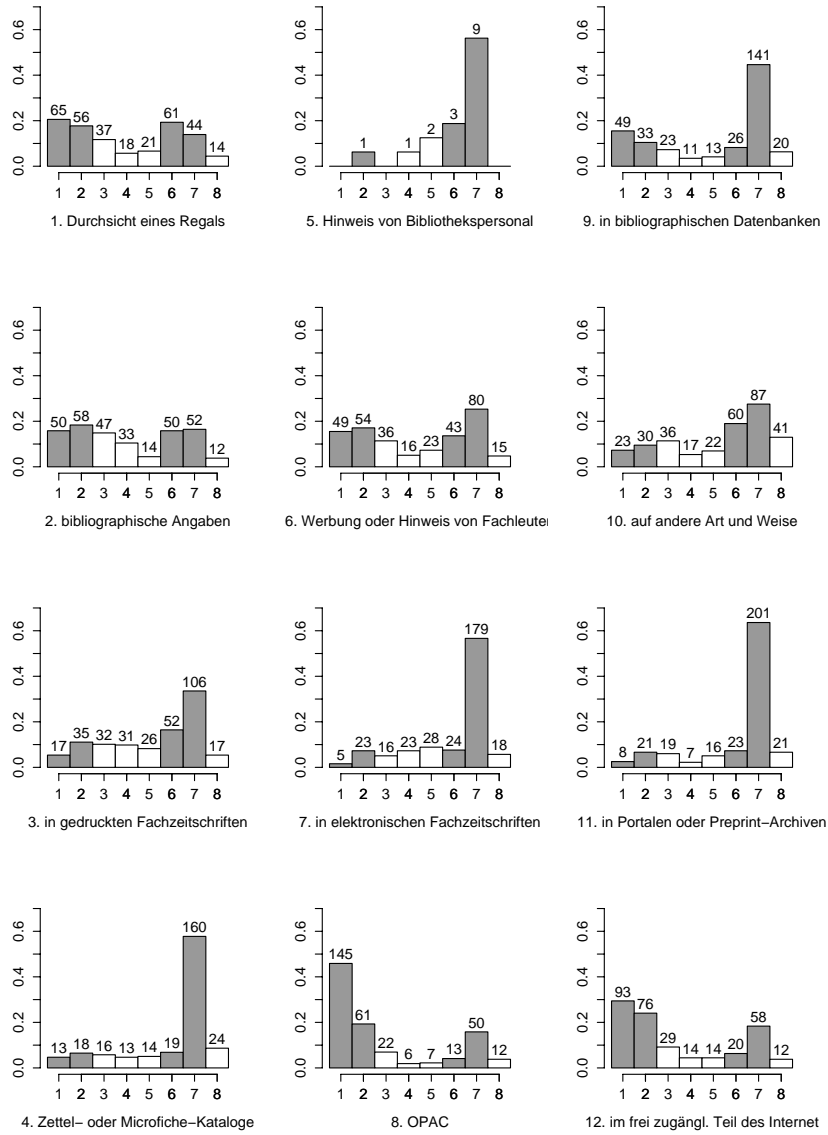 0.6
0.4
0.2
0.0
65 56 37 18 21 61 44 14
1 2 3 4 5 6 7 8
1. Durchsicht eines Regals
0.6
0.4
0.2
0.0
1 1 2 3 9
1 2 3 4 5 6 7 8
5. Hinweis von Bibliothekspersonal
0.6
0.4
0.2
0.0
49 33 23 11 13 26 141 20
1 2 3 4 5 6 7 8
9. in bibliographischen Datenbanken
0.6
0.4
0.2
0.0
50 58 47 33 14 50 52 12
1 2 3 4 5 6 7 8
2. bibliographische Angaben
0.6
0.4
0.2
0.0
49 54 36 16 23 43 80 15
1 2 3 4 5 6 7 8
6. Werbung oder Hinweis von Fachleuten
0.6
0.4
0.2
0.0
23 30 36 17 22 60 87 41
1 2 3 4 5 6 7 8
10. auf andere Art und Weise
0.6
0.4
0.2
0.0
17 35 32 31 26 52 106 17
1 2 3 4 5 6 7 8
3. in gedruckten Fachzeitschriften
0.6
0.4
0.2
0.0
5 23 16 23 28 24 179 18
1 2 3 4 5 6 7 8
7. in elektronischen Fachzeitschriften
0.6
0.4
0.2
0.0
8 21 19 7 16 23 201 21
1 2 3 4 5 6 7 8
11. in Portalen oder Preprint−Archiven
0.6
0.4
0.2
0.0
13 18 16 13 14 19 160 24
1 2 3 4 5 6 7 8
4. Zettel− oder Microfiche−Kataloge
0.6
0.4
0.2
0.0
145 61 22 6 7 13 50 12
1 2 3 4 5 6 7 8
8. OPAC
0.6
0.4
0.2
0.0
93 76 29 14 14 20 58 12
1 2 3 4 5 6 7 8
12. im frei zugängl. Teil des Internet